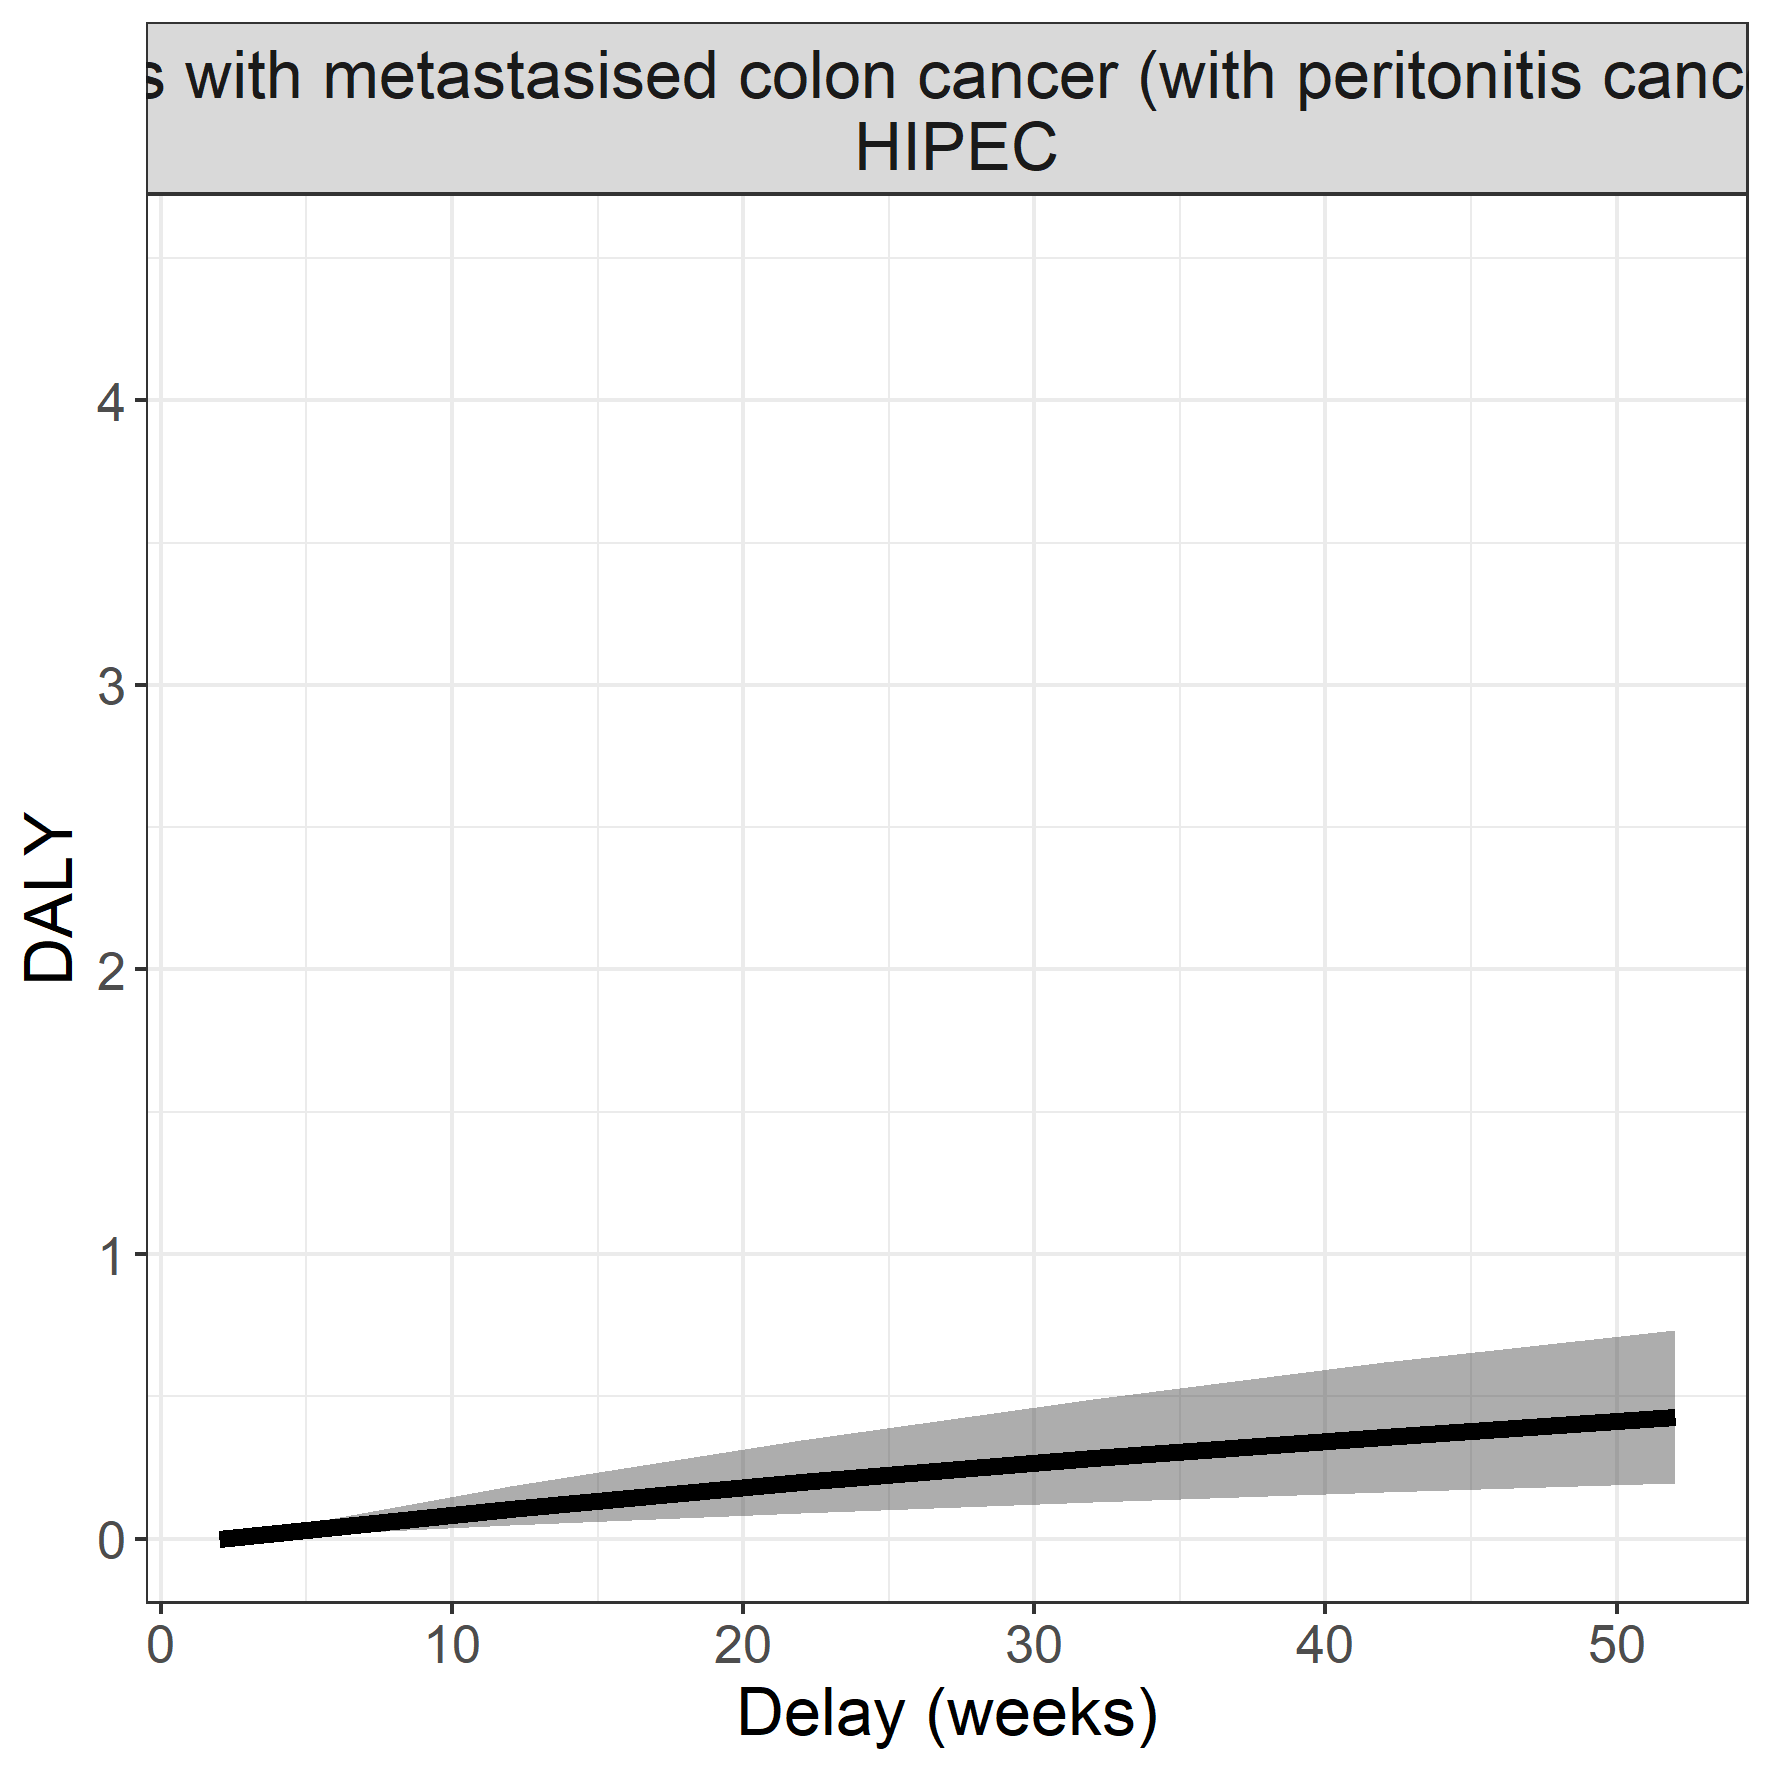 s with metastasised colon cancer (with peritonitis canc
HIPEC
4
3
2
1
0
DALY
0 10 20 30 40 50
Delay (weeks)